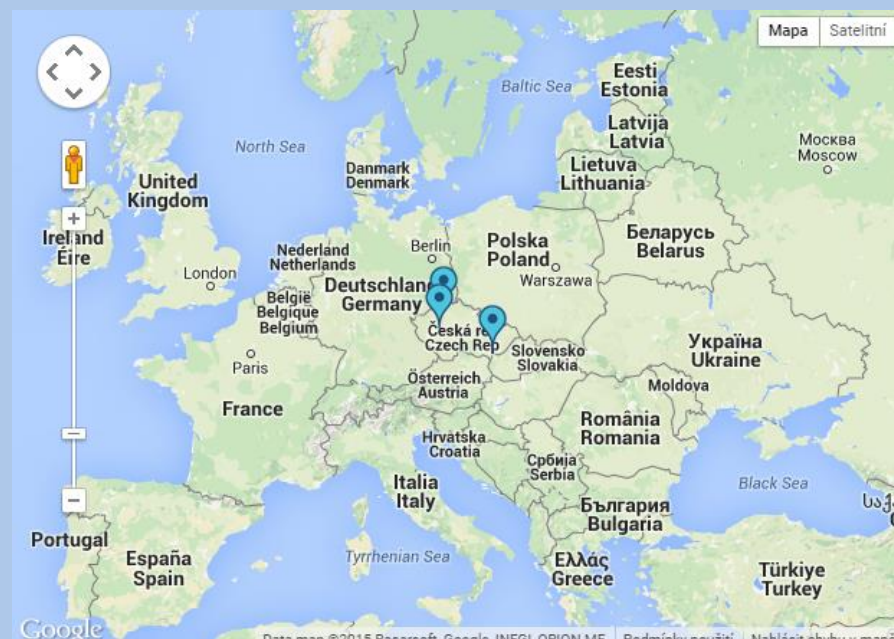 Mapa
Satelitní
Eesti
Estonia
Baltic Sea
Latvija
Latvia
Москва
Moscow
North Sea
Danmark
Denmark
Lietuva
Lithuania
United
Kingdom
Беларусь
Belarus
Ireland
Éire
Nederland
Netherlands
Berlin
Polska
Poland
London
Warszawa
Deutschland
Germany
België
Belgique
Belgium
Česká re
Czech Rep
Slovensko
Slovakia
Україна
Ukraine
Paris
Österreich
Austria
Moldova
France
România
Romania
Hrvatska
Croatia
Србија
Serbia
Italia
Italy
Black Sea
България
Bulgaria
Portugal
España
Spain
Tyrrhenian Sea
Ελλάς
Greece
Türkiye
Turkey
Google